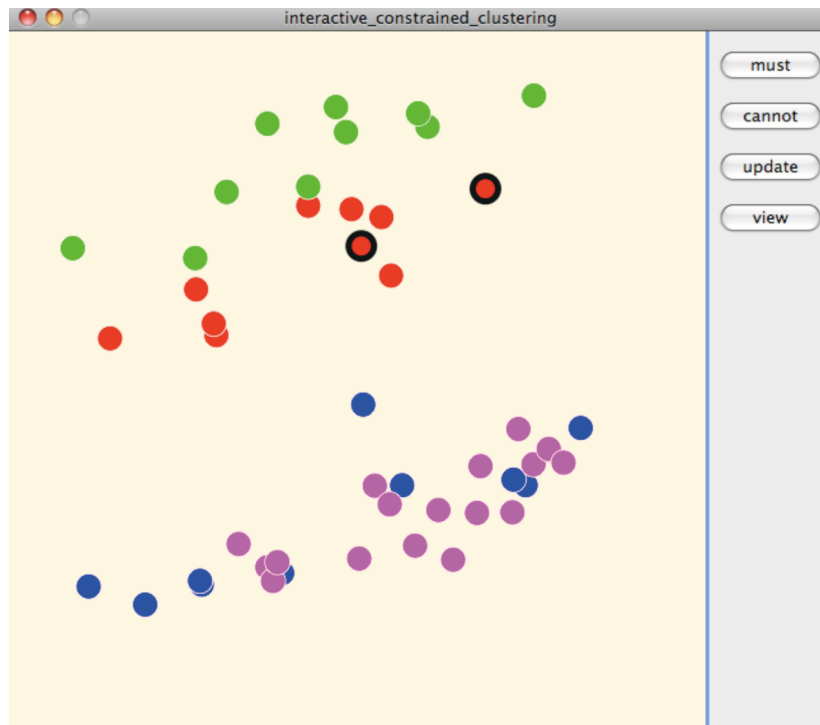 interactive_constrained_clustering
must
cannot
update
view